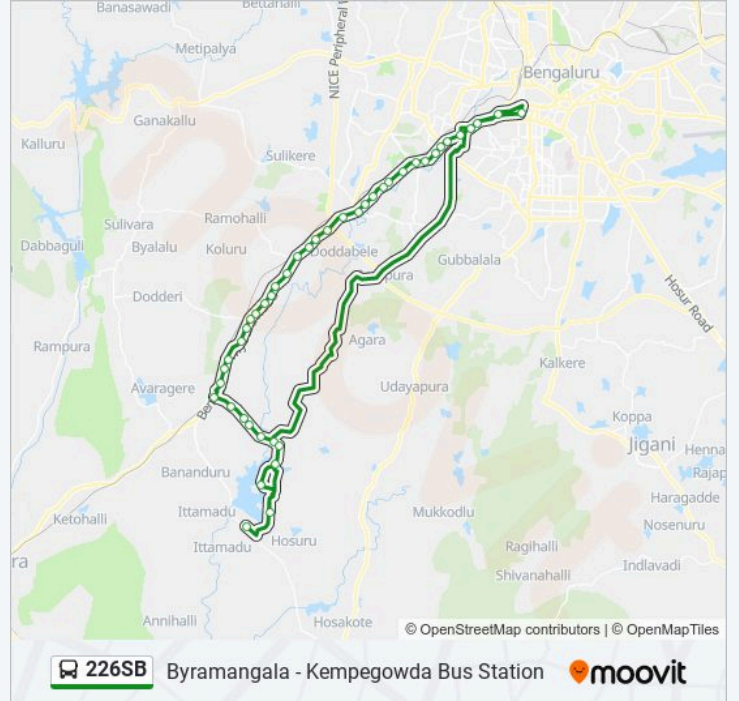 Banasawadi
Bettahalli
Metipalya
NICE Peripheral
Bengaluru
Ganakallu
Kalluru
Sulikere
Sulivara
Ramohalli
Dabbaguli
Byalalu
Koluru
Doddabele
Gubbalala
pura
Dodderi
Hosur Road
Rampura
Agara
Kalkere
Avaragere
Udayapura
Koppa
Jigani
Henna
Rajap
Bananduru
Haragadde
Ittamadu
Ketohalli
Mukkodlu
Nosenuru
Hosuru
Ittamadu
Ragihalli
ra
Indlavadi
Shivanahalli
Annihalli
Hosakote
© OpenStreetMap contributors | © OpenMapTiles
226SB Byramangala - Kempegowda Bus Station moovit